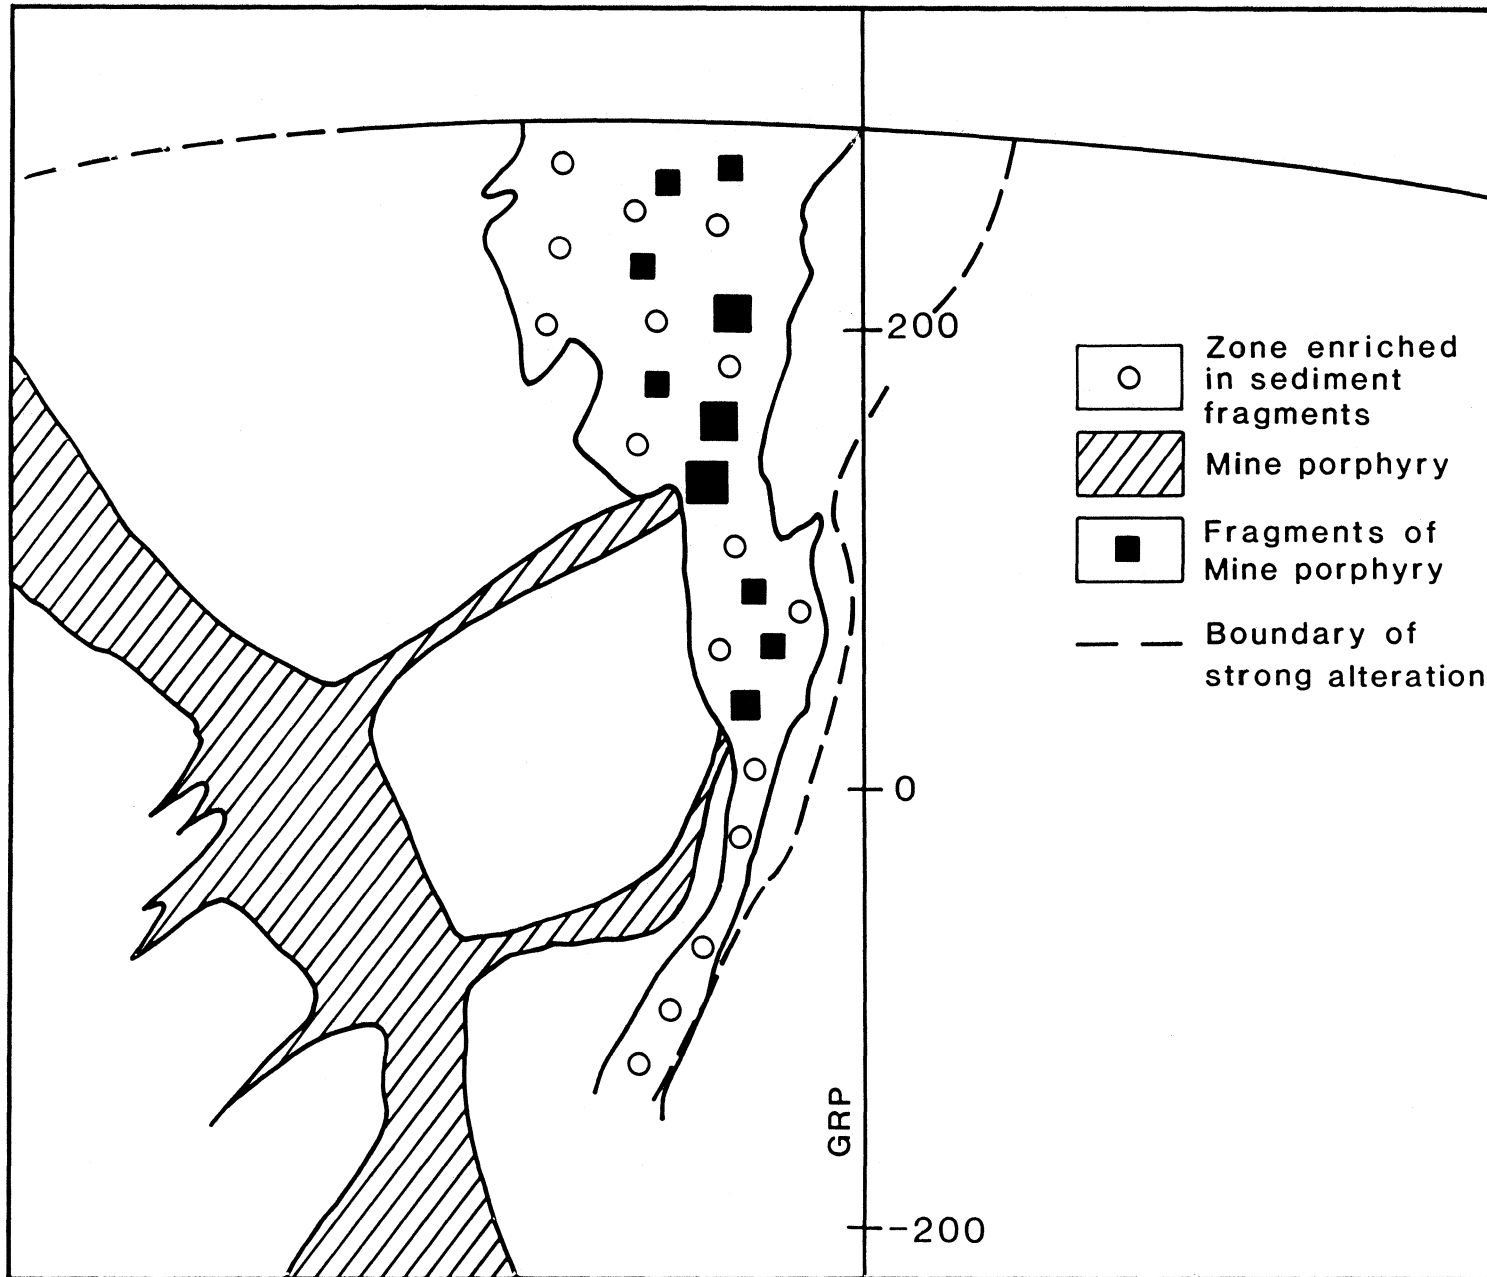 200
Zone enriched
in sediment
fragments
Mine porphyry
Fragments of
Mine porphyry
Boundary of
strong alteration
0
GRP
-200